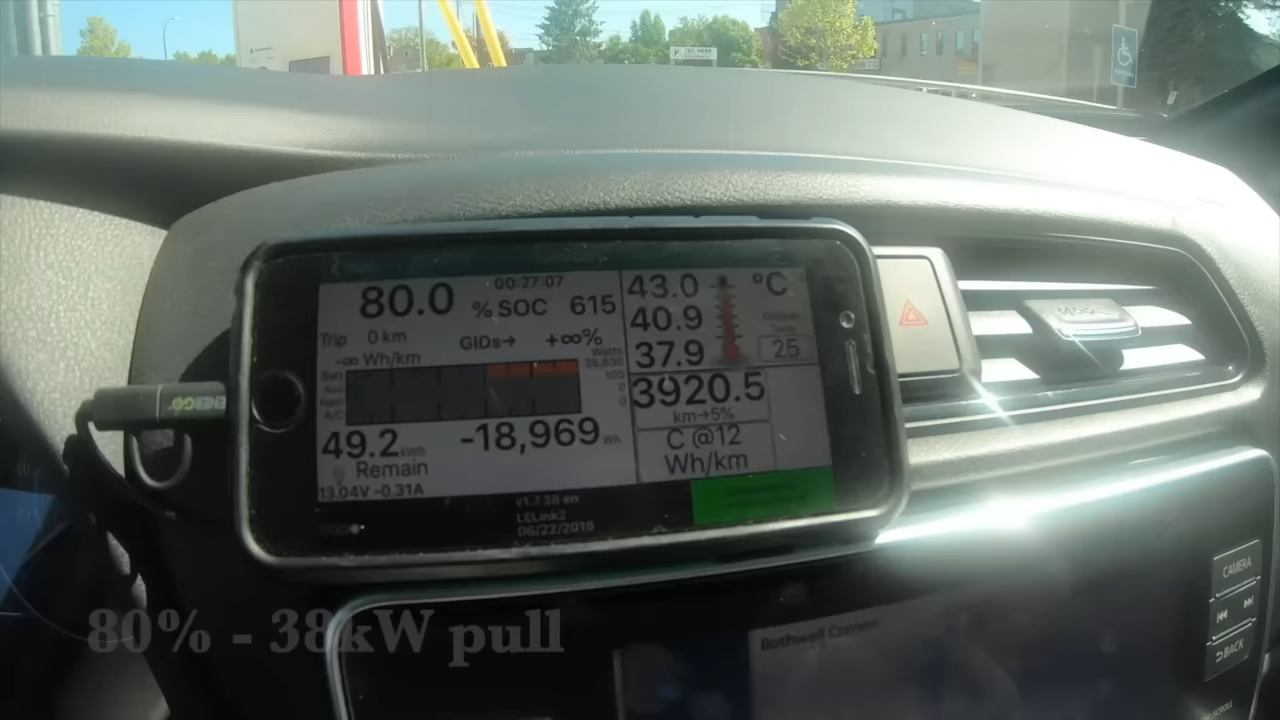 00:27:07
80.0 % SOC 615
Trip 0 km
GIDs→ +∞%
-∞ Wh/km
Watts
38,830
100
0
0
A/C
49.2 kWh -18,969 Wh
Remain
13.04V -0.31A
43.0 °C
40.9
37.9 25
3920.5
km→5%
C @12
Wh/km
v1.7.38 en
LELink2
06/22/2019
80% - 38kW pull
Bothwell Corner
CAMERA
BACK